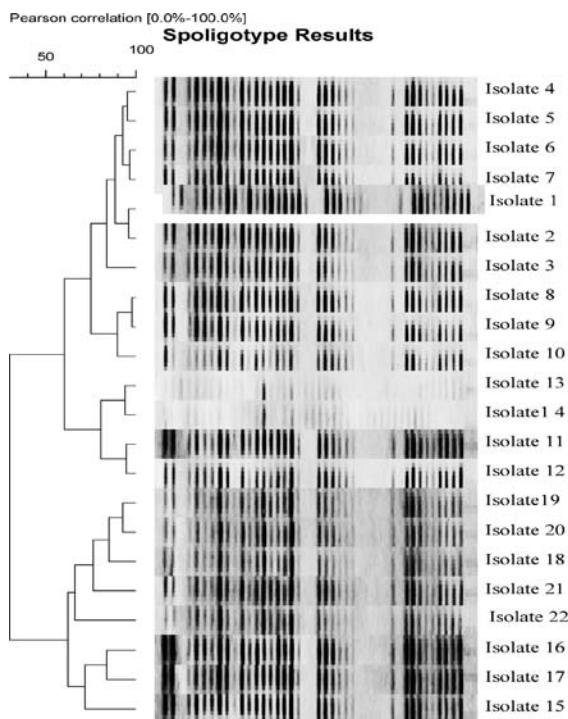 Pearson correlation [0.0%-100.0%]
Spoligotype Results
50 100
Isolate 4
Isolate 5
Isolate 6
Isolate 7
Isolate 1
Isolate 2
Isolate 3
Isolate 8
Isolate 9
Isolate 10
Isolate 13
Isolate1 4
Isolate 11
Isolate 12
Isolate19
Isolate 20
Isolate 18
Isolate 21
Isolate 22
Isolate 16
Isolate 17
Isolate 15